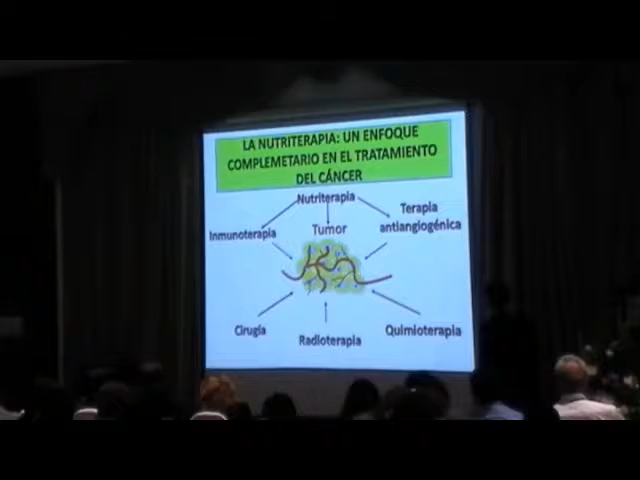 LA NUTRITERAPIA: UN ENFOQUE
COMPLEMETARIO EN EL TRATAMIENTO
DEL CÁNCER
Nutriterapia
Terapia
antiangiogénica
Inmunoterapia
Tumor
Cirugía
Radioterapia
Quimioterapia